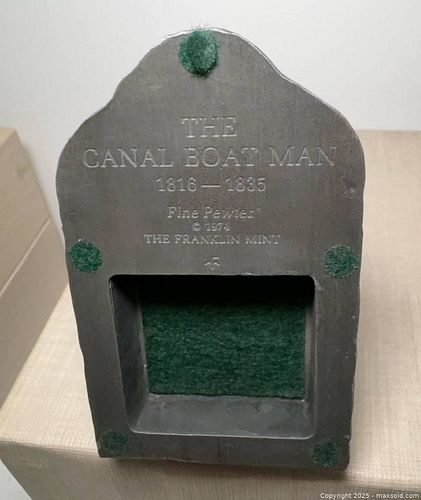 THE
CANAL BOAT MAN
1816 — 1835
Fine Pewter
© 1974
THE FRANKLIN MINT
Copyright 2025 - maxsold.com